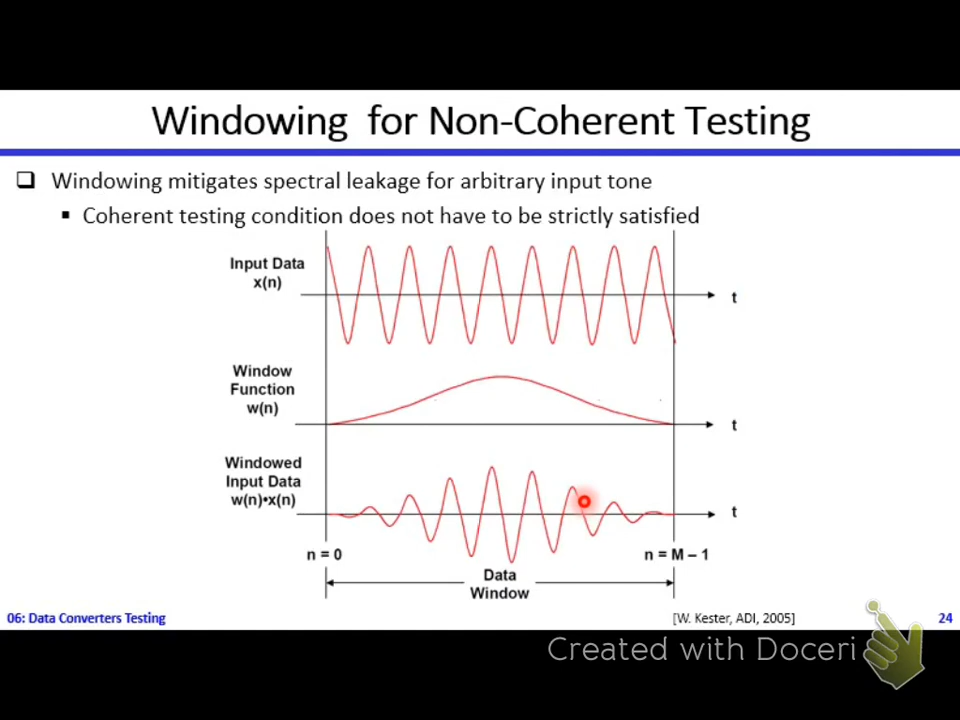 Windowing for Non-Coherent Testing
Windowing mitigates spectral leakage for arbitrary input tone
Coherent testing condition does not have to be strictly satisfied
Input Data
x(n)
t
Window
Function
w(n)
t
Windowed
Input Data
w(n)•x(n)
t
n = 0
n = M – 1
Data
Window
06: Data Converters Testing
[W. Kester, ADI, 2005]
24
Created with Doceri